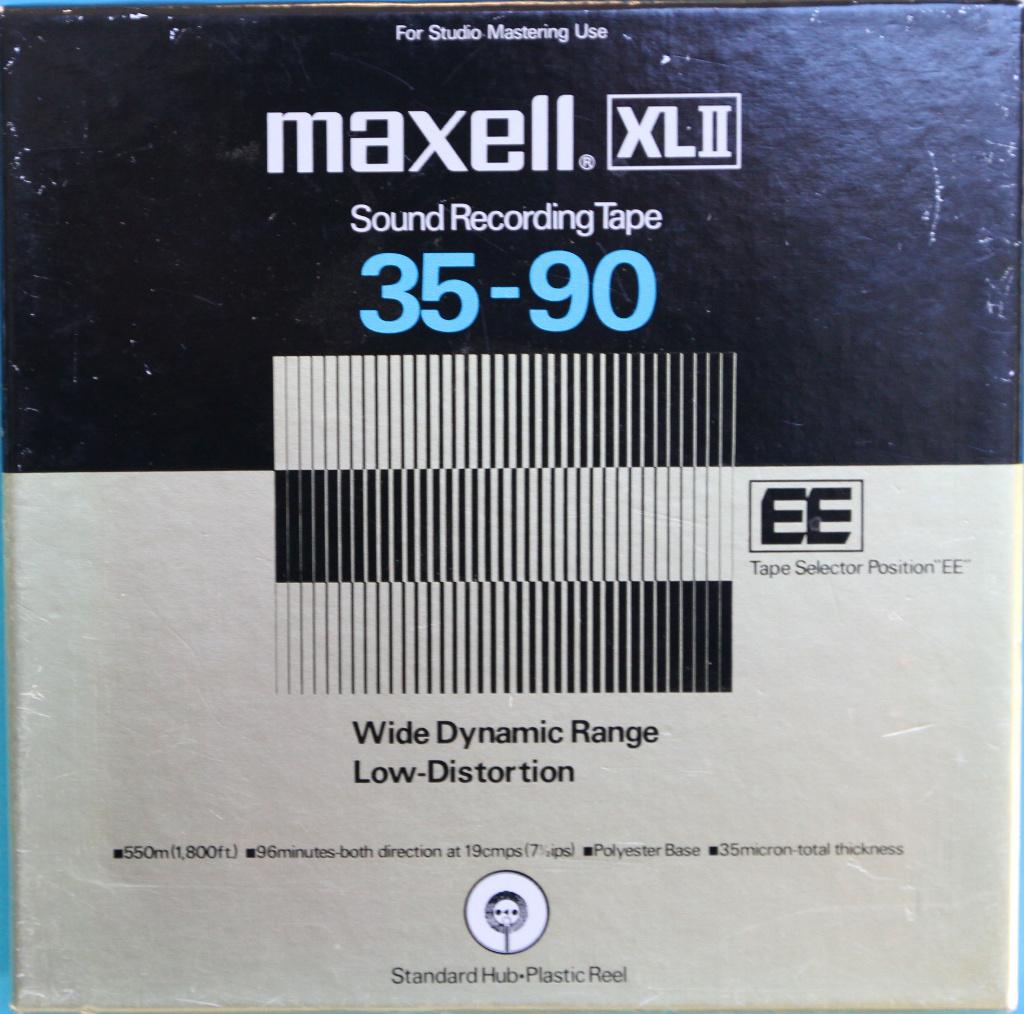 For Studio Mastering Use
maxell® XLII
Sound Recording Tape
35-90
EE
Tape Selector Position"EE"
Wide Dynamic Range
Low-Distortion
■550m(1,800ft.) ■96minutes-both direction at 19cmps(7½ips) ■Polyester Base ■35micron-total thickness
Standard Hub•Plastic Reel